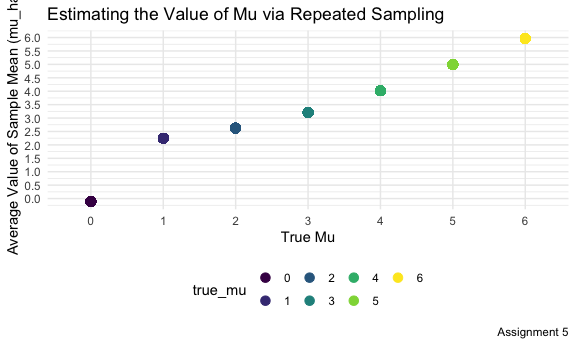 Estimating the Value of Mu via Repeated Sampling
Average Value of Sample Mean (mu_ha
6.0
5.5
5.0
4.5
4.0
3.5
3.0
2.5
2.0
1.5
1.0
0.5
0.0
0 1 2 3 4 5 6
True Mu
true_mu
0 2 4 6
1 3 5
Assignment 5